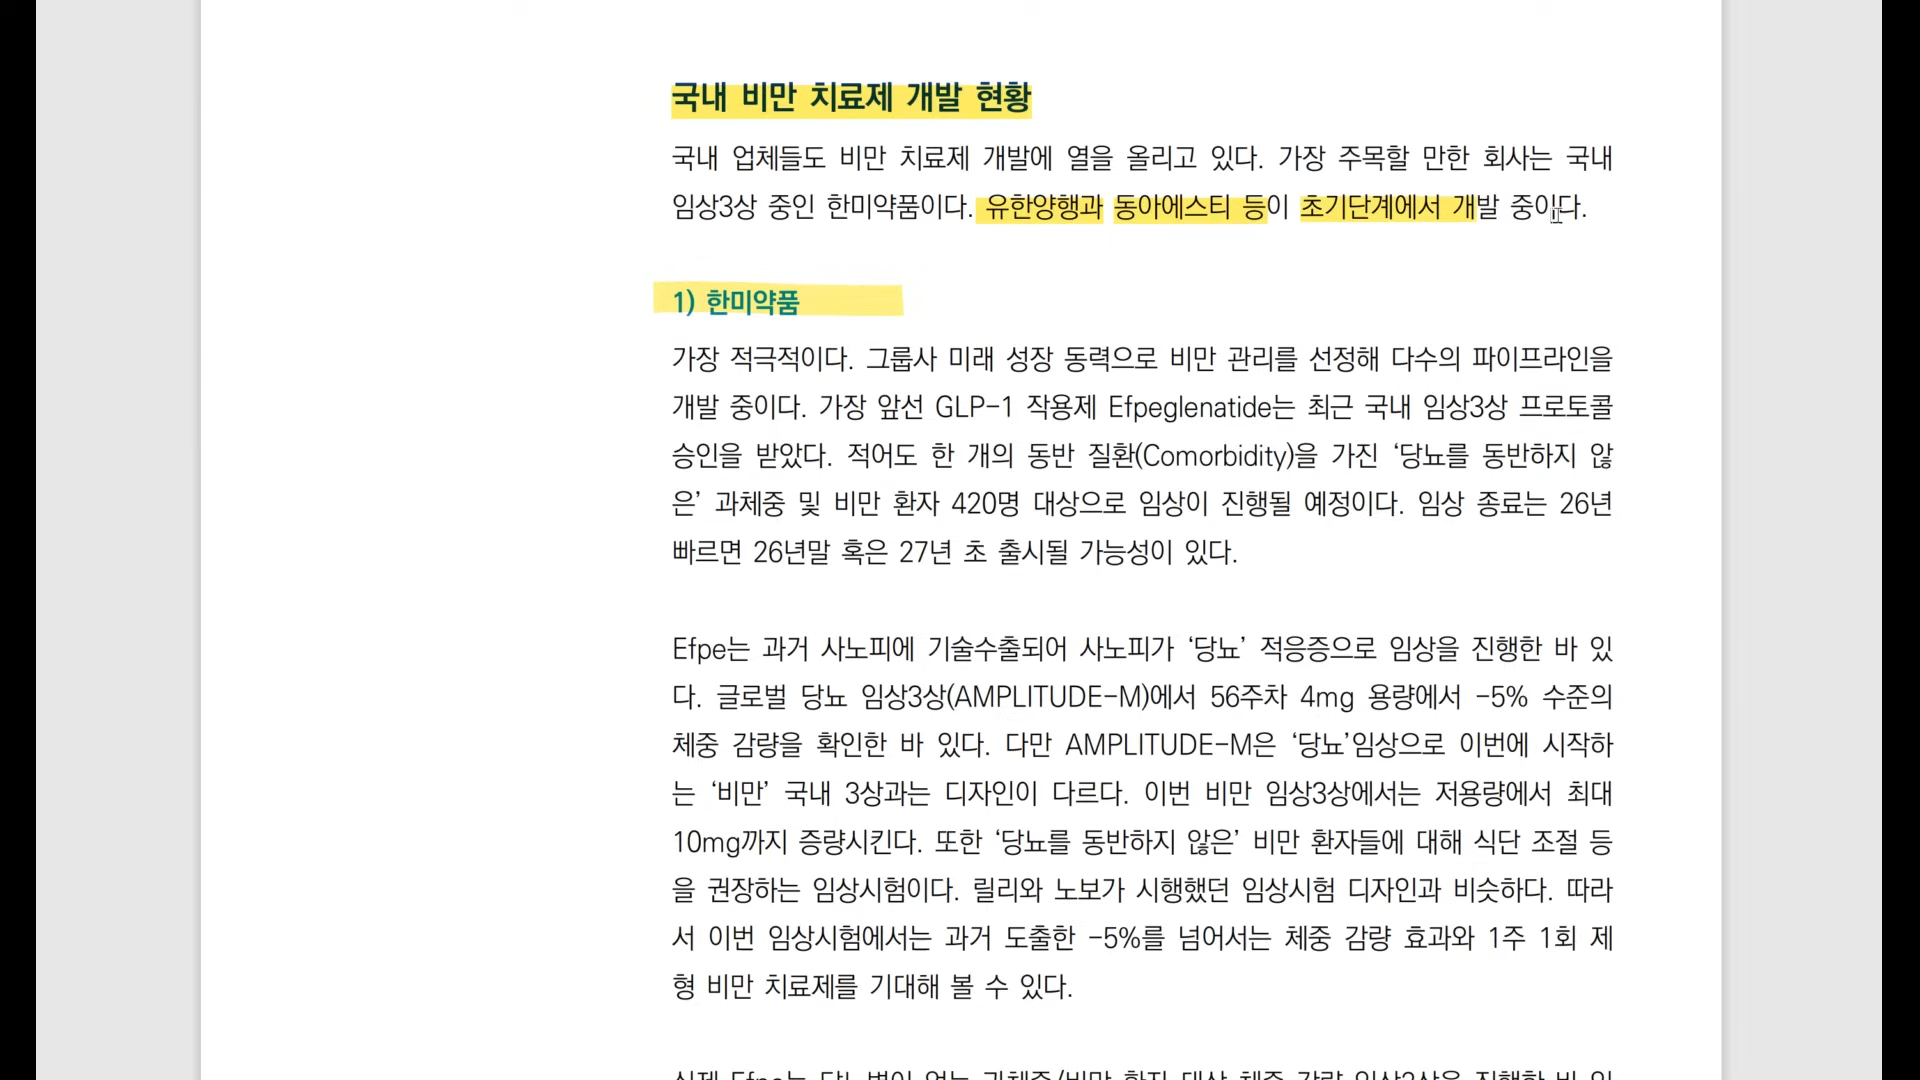 국내 비만 치료제 개발 현황
국내 업체들도 비만 치료제 개발에 열을 올리고 있다. 가장 주목할 만한 회사는 국내
임상3상 중인 한미약품이다. 유한양행과 동아에스티 등이 초기단계에서 개발 중이다.
1) 한미약품
가장 적극적이다. 그룹사 미래 성장 동력으로 비만 관리를 선정해 다수의 파이프라인을
개발 중이다. 가장 앞선 GLP-1 작용제 Efpeglenatide는 최근 국내 임상3상 프로토콜
승인을 받았다. 적어도 한 개의 동반 질환(Comorbidity)을 가진 ‘당뇨를 동반하지 않
은’ 과체중 및 비만 환자 420명 대상으로 임상이 진행될 예정이다. 임상 종료는 26년
빠르면 26년말 혹은 27년 초 출시될 가능성이 있다.
Efpe는 과거 사노피에 기술수출되어 사노피가 ‘당뇨’ 적응증으로 임상을 진행한 바 있
다. 글로벌 당뇨 임상3상(AMPLITUDE-M)에서 56주차 4mg 용량에서 -5% 수준의
체중 감량을 확인한 바 있다. 다만 AMPLITUDE-M은 ‘당뇨’임상으로 이번에 시작하
는 ‘비만’ 국내 3상과는 디자인이 다르다. 이번 비만 임상3상에서는 저용량에서 최대
10mg까지 증량시킨다. 또한 ‘당뇨를 동반하지 않은’ 비만 환자들에 대해 식단 조절 등
을 권장하는 임상시험이다. 릴리와 노보가 시행했던 임상시험 디자인과 비슷하다. 따라
서 이번 임상시험에서는 과거 도출한 -5%를 넘어서는 체중 감량 효과와 1주 1회 제
형 비만 치료제를 기대해 볼 수 있다.